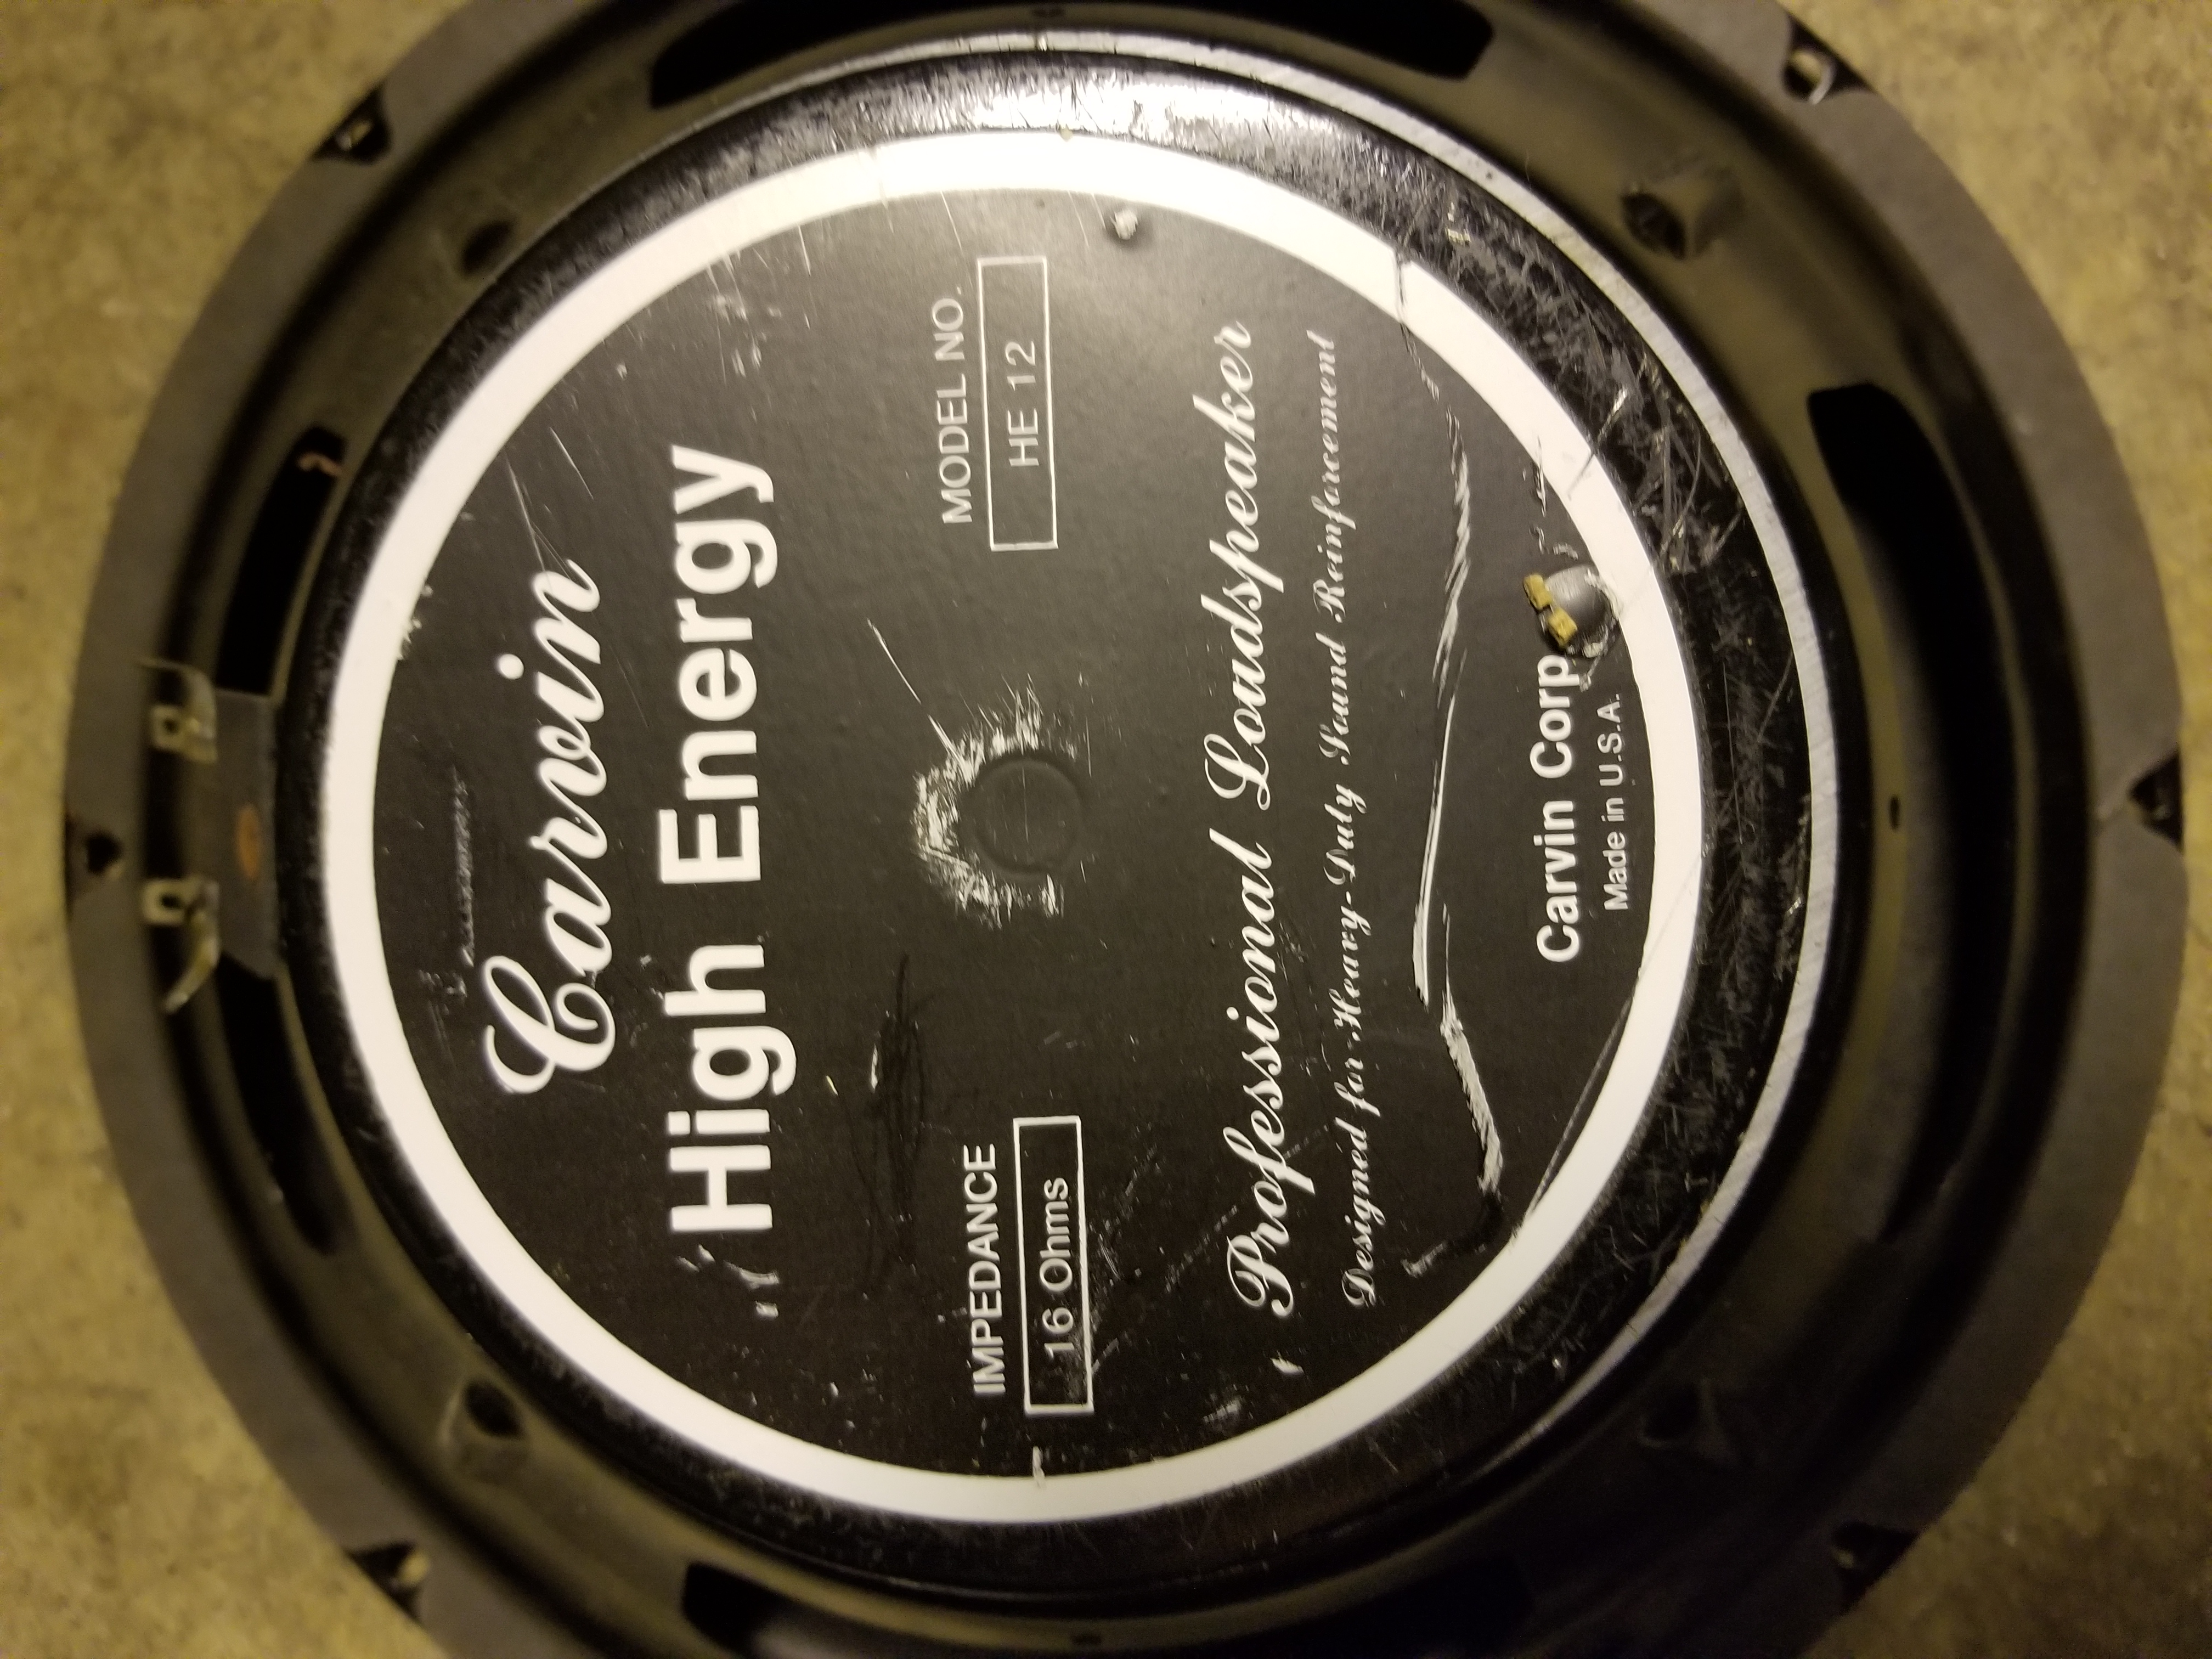 Carvin
High Energy
IMPEDANCE
16 Ohms
MODEL NO.
HE 12
Professional Loudspeaker
Designed for Heavy-Duty Sound Reinforcement
Carvin Corp.
Made in U.S.A.